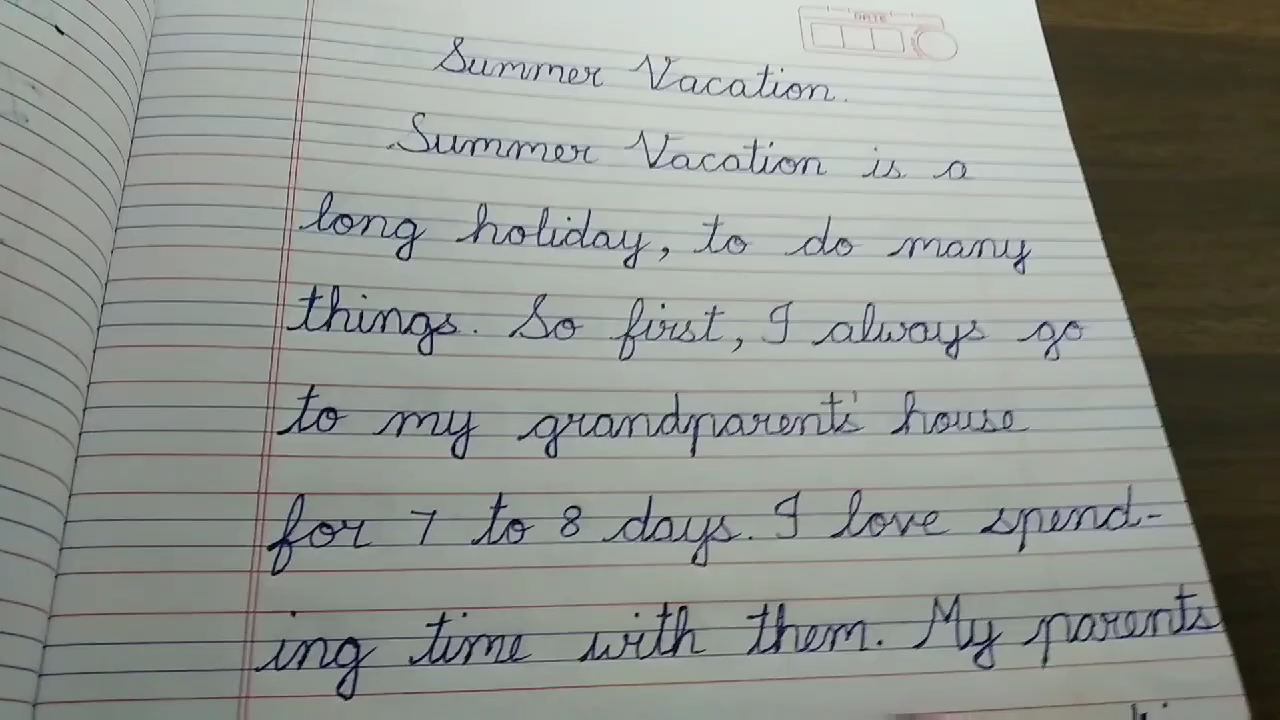 DATE
Summer Vacation.
Summer Vacation is a
long holiday, to do many
things. So first, I always go
to my grandparents' house
for 7 to 8 days. I love spend-
ing time with them. My parents